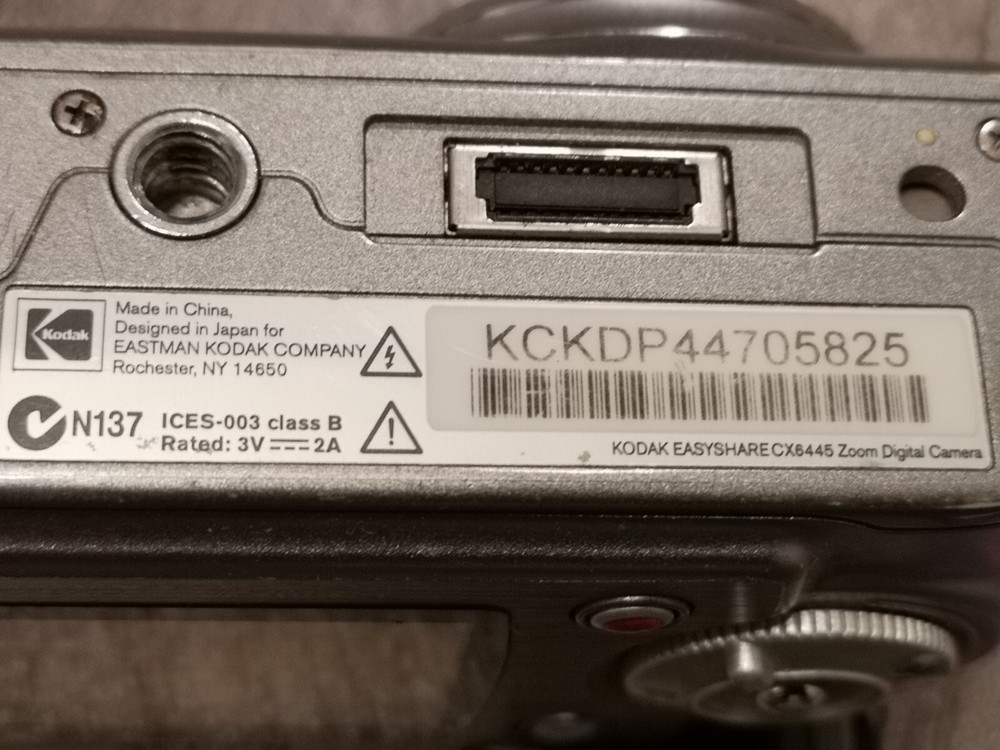 Kodak
Made in China,
Designed in Japan for
EASTMAN KODAK COMPANY
Rochester, NY 14650
N137
ICES-003 class B
Rated: 3V ⎓ 2A
KCKDP44705825
KODAK EASYSHARE CX6445 Zoom Digital Camera